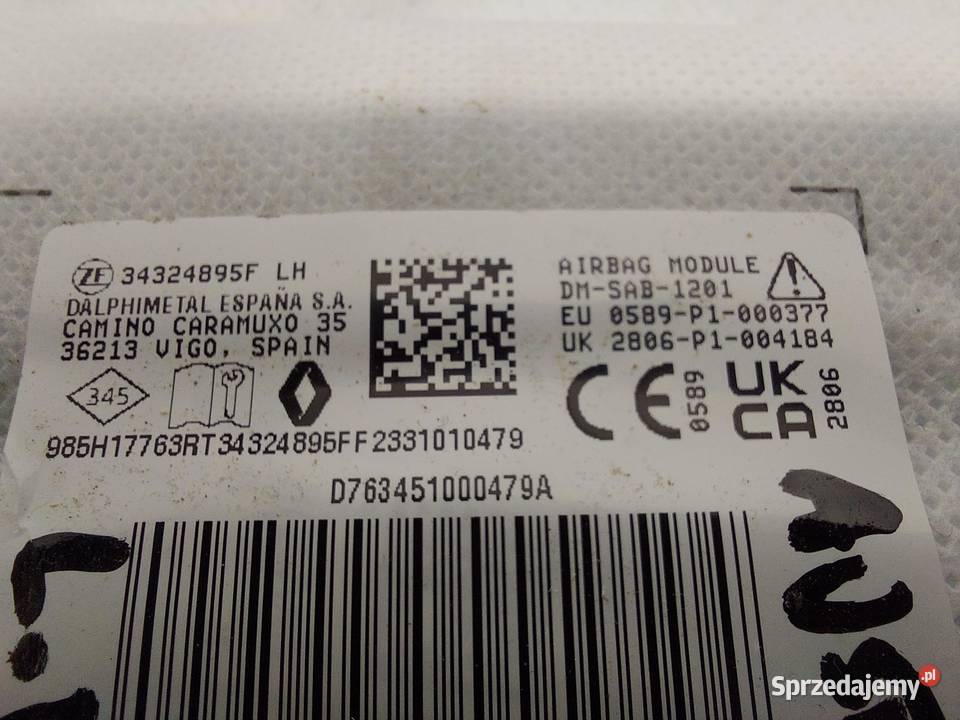 ZF 34324895F LH
DALPHIMETAL ESPAÑA S.A.
CAMINO CARAMUXO 35
36213 VIGO, SPAIN
345
985H17763RT34324895FF2331010479
D763451000479A
AIRBAG MODULE
DM-SAB-1201
EU 0589-P1-000377
UK 2806-P1-004184
CE 0589
UK
CA 2806
Sprzedajemy.pl